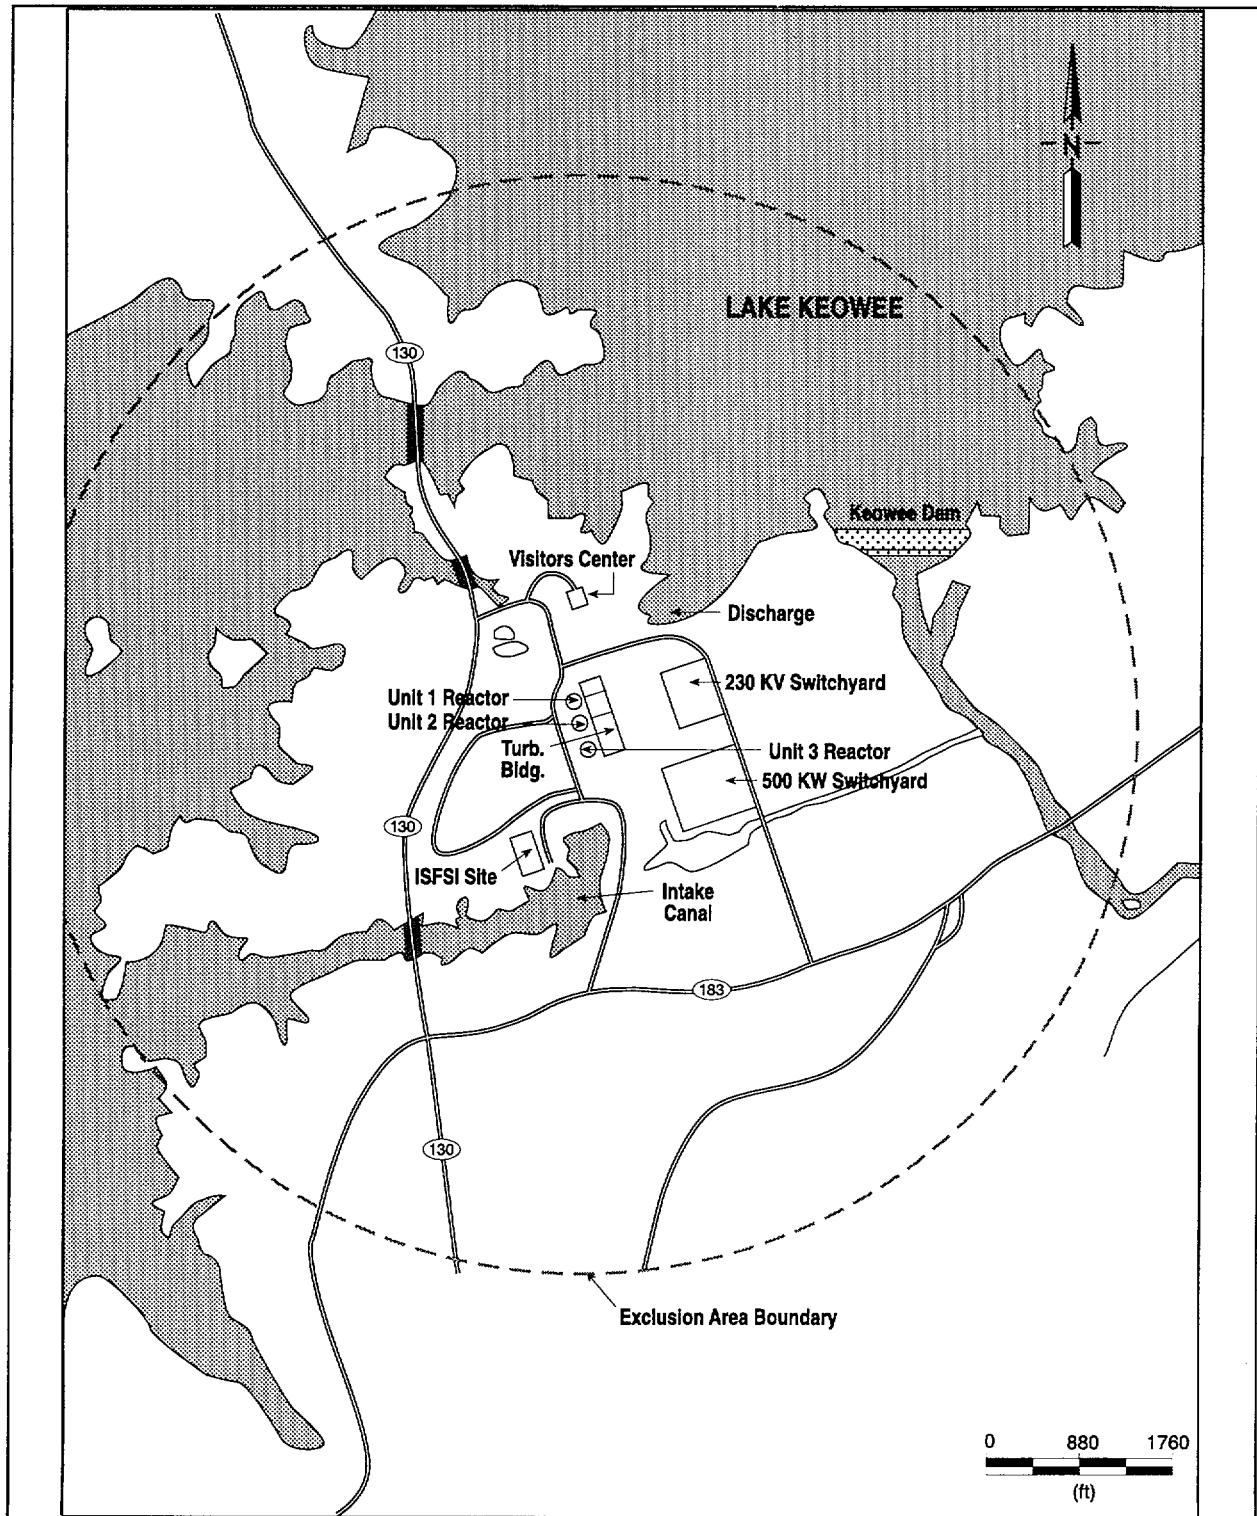 N
LAKE KEOWEE
130
Keowee Dam
Visitors Center
Discharge
230 KV Switchyard
Unit 1 Reactor
Unit 2 Reactor
Turb.
Bldg.
Unit 3 Reactor
500 KW Switchyard
130
ISFSI Site
Intake
Canal
183
130
Exclusion Area Boundary
0 880 1760
(ft)